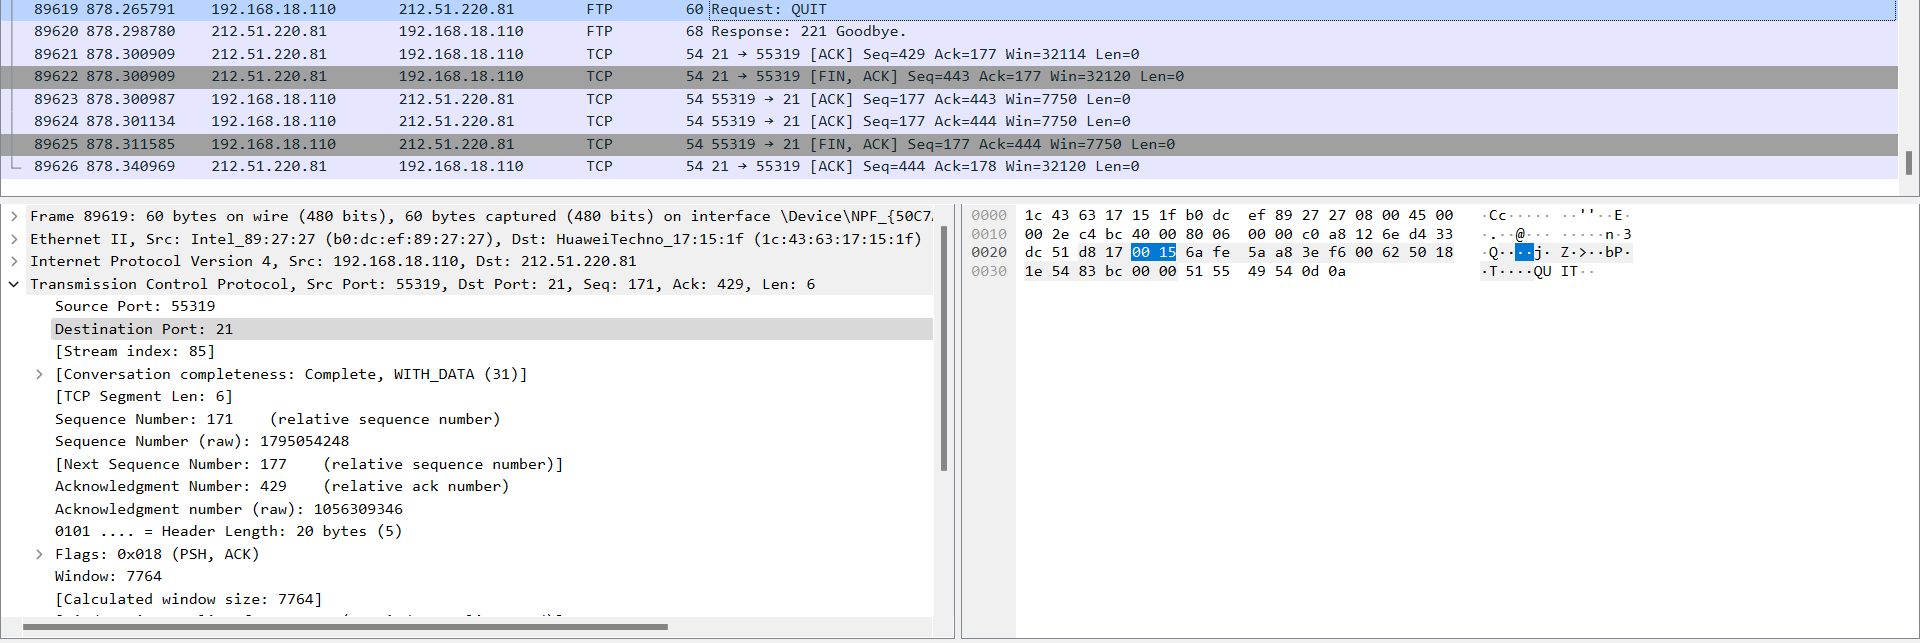 89619 878.265791 192.168.18.110 212.51.220.81 FTP 60 Request: QUIT
89620 878.298780 212.51.220.81 192.168.18.110 FTP 68 Response: 221 Goodbye.
89621 878.300909 212.51.220.81 192.168.18.110 TCP 54 21 → 55319 [ACK] Seq=429 Ack=177 Win=32114 Len=0
89622 878.300909 212.51.220.81 192.168.18.110 TCP 54 21 → 55319 [FIN, ACK] Seq=443 Ack=177 Win=32120 Len=0
89623 878.300987 192.168.18.110 212.51.220.81 TCP 54 55319 → 21 [ACK] Seq=177 Ack=443 Win=7750 Len=0
89624 878.301134 192.168.18.110 212.51.220.81 TCP 54 55319 → 21 [ACK] Seq=177 Ack=444 Win=7750 Len=0
89625 878.311585 192.168.18.110 212.51.220.81 TCP 54 55319 → 21 [FIN, ACK] Seq=177 Ack=444 Win=7750 Len=0
89626 878.340969 212.51.220.81 192.168.18.110 TCP 54 21 → 55319 [ACK] Seq=444 Ack=178 Win=32120 Len=0
Frame 89619: 60 bytes on wire (480 bits), 60 bytes captured (480 bits) on interface \Device\NPF_{50C7
Ethernet II, Src: Intel_89:27:27 (b0:dc:ef:89:27:27), Dst: HuaweiTechno_17:15:1f (1c:43:63:17:15:1f)
Internet Protocol Version 4, Src: 192.168.18.110, Dst: 212.51.220.81
Transmission Control Protocol, Src Port: 55319, Dst Port: 21, Seq: 171, Ack: 429, Len: 6
Source Port: 55319
Destination Port: 21
[Stream index: 85]
[Conversation completeness: Complete, WITH_DATA (31)]
[TCP Segment Len: 6]
Sequence Number: 171 (relative sequence number)
Sequence Number (raw): 1795054248
[Next Sequence Number: 177 (relative sequence number)]
Acknowledgment Number: 429 (relative ack number)
Acknowledgment number (raw): 1056309346
0101 .... = Header Length: 20 bytes (5)
Flags: 0x018 (PSH, ACK)
Window: 7764
[Calculated window size: 7764]
0000 1c 43 63 17 15 1f b0 dc ef 89 27 27 08 00 45 00 ·Cc····· ··''··E·
0010 00 2e c4 bc 40 00 80 06 00 00 c0 a8 12 6e d4 33 ·.··@··· ·····n·3
0020 dc 51 d8 17 00 15 6a fe 5a a8 3e f6 00 62 50 18 ·Q····j· Z·>··bP·
0030 1e 54 83 bc 00 00 51 55 49 54 0d 0a ·T····QU IT··